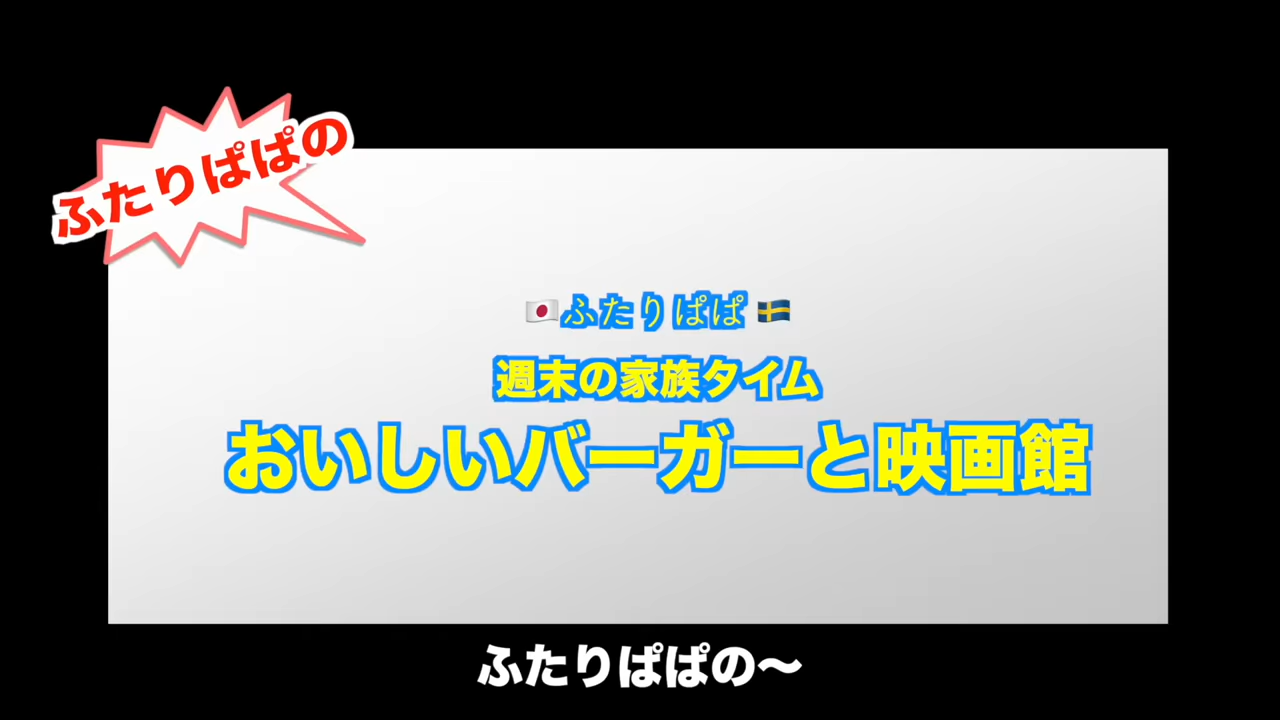 ふたりぱぱの
🇯🇵ふたりぱぱ🇸🇪
週末の家族タイム
おいしいバーガーと映画館
ふたりぱぱの〜